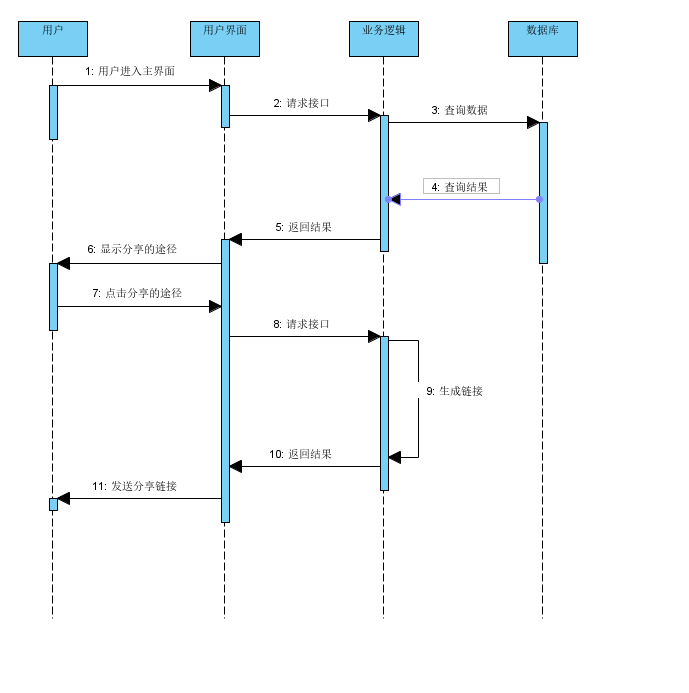 用户
用户界面
业务逻辑
数据库
1: 用户进入主界面
2: 请求接口
3: 查询数据
4: 查询结果
5: 返回结果
6: 显示分享的途径
7: 点击分享的途径
8: 请求接口
9: 生成链接
10: 返回结果
11: 发送分享链接